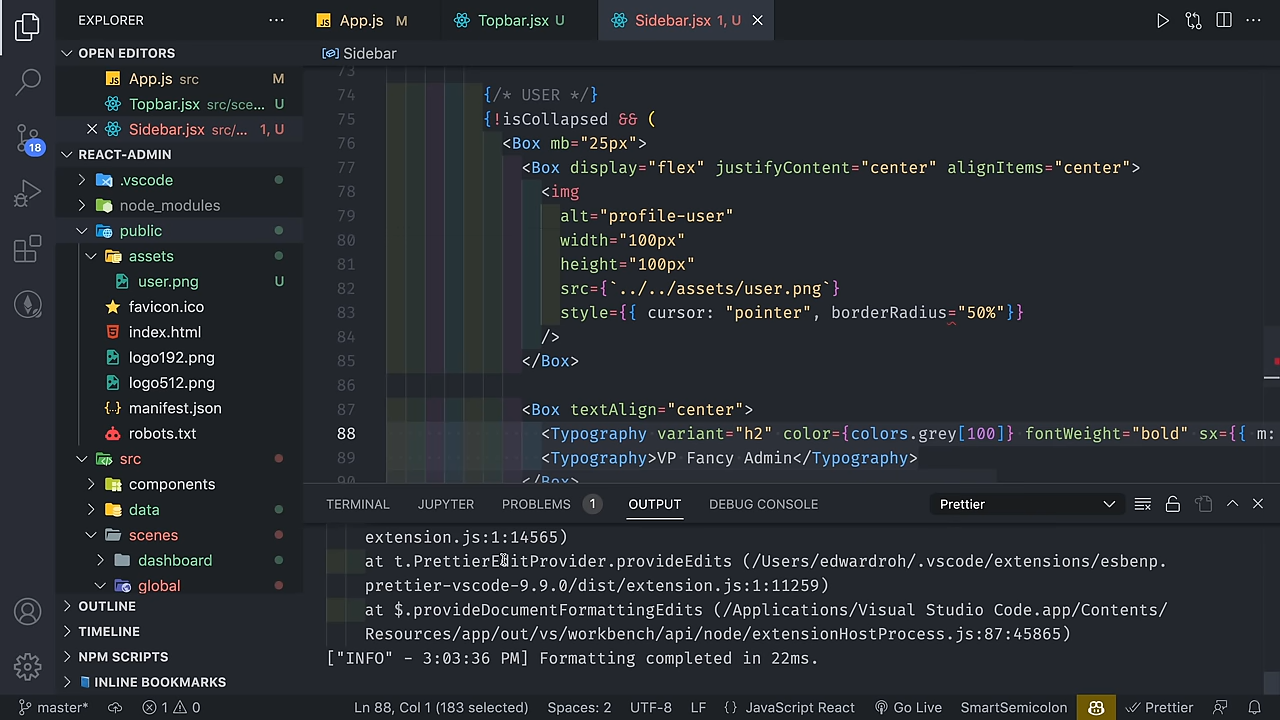 EXPLORER
OPEN EDITORS
App.js src M
Topbar.jsx src/sce... U
Sidebar.jsx src/... 1, U
REACT-ADMIN
.vscode
node_modules
public
assets
user.png U
favicon.ico
index.html
logo192.png
logo512.png
manifest.json
robots.txt
src
components
data
scenes
dashboard
global
OUTLINE
TIMELINE
NPM SCRIPTS
INLINE BOOKMARKS
18
App.js M
Topbar.jsx U
Sidebar.jsx 1, U
Sidebar
73
74 {/* USER */}
75 {!isCollapsed && (
76 <Box mb="25px">
77 <Box display="flex" justifyContent="center" alignItems="center">
78 <img
79 alt="profile-user"
80 width="100px"
81 height="100px"
82 src={`../../assets/user.png`}
83 style={{ cursor: "pointer", borderRadius="50%"}}
84 />
85 </Box>
86
87 <Box textAlign="center">
88 <Typography variant="h2" color={colors.grey[100]} fontWeight="bold" sx={{ m:
89 <Typography>VP Fancy Admin</Typography>
90 </Box>
TERMINAL JUPYTER PROBLEMS 1 OUTPUT DEBUG CONSOLE Prettier
extension.js:1:14565)
at t.PrettierEditProvider.provideEdits (/Users/edwardroh/.vscode/extensions/esbenp.
prettier-vscode-9.9.0/dist/extension.js:1:11259)
at $.provideDocumentFormattingEdits (/Applications/Visual Studio Code.app/Contents/
Resources/app/out/vs/workbench/api/node/extensionHostProcess.js:87:45865)
["INFO" - 3:03:36 PM] Formatting completed in 22ms.
master* 1 0 Ln 88, Col 1 (183 selected) Spaces: 2 UTF-8 LF {} JavaScript React Go Live SmartSemicolon Prettier